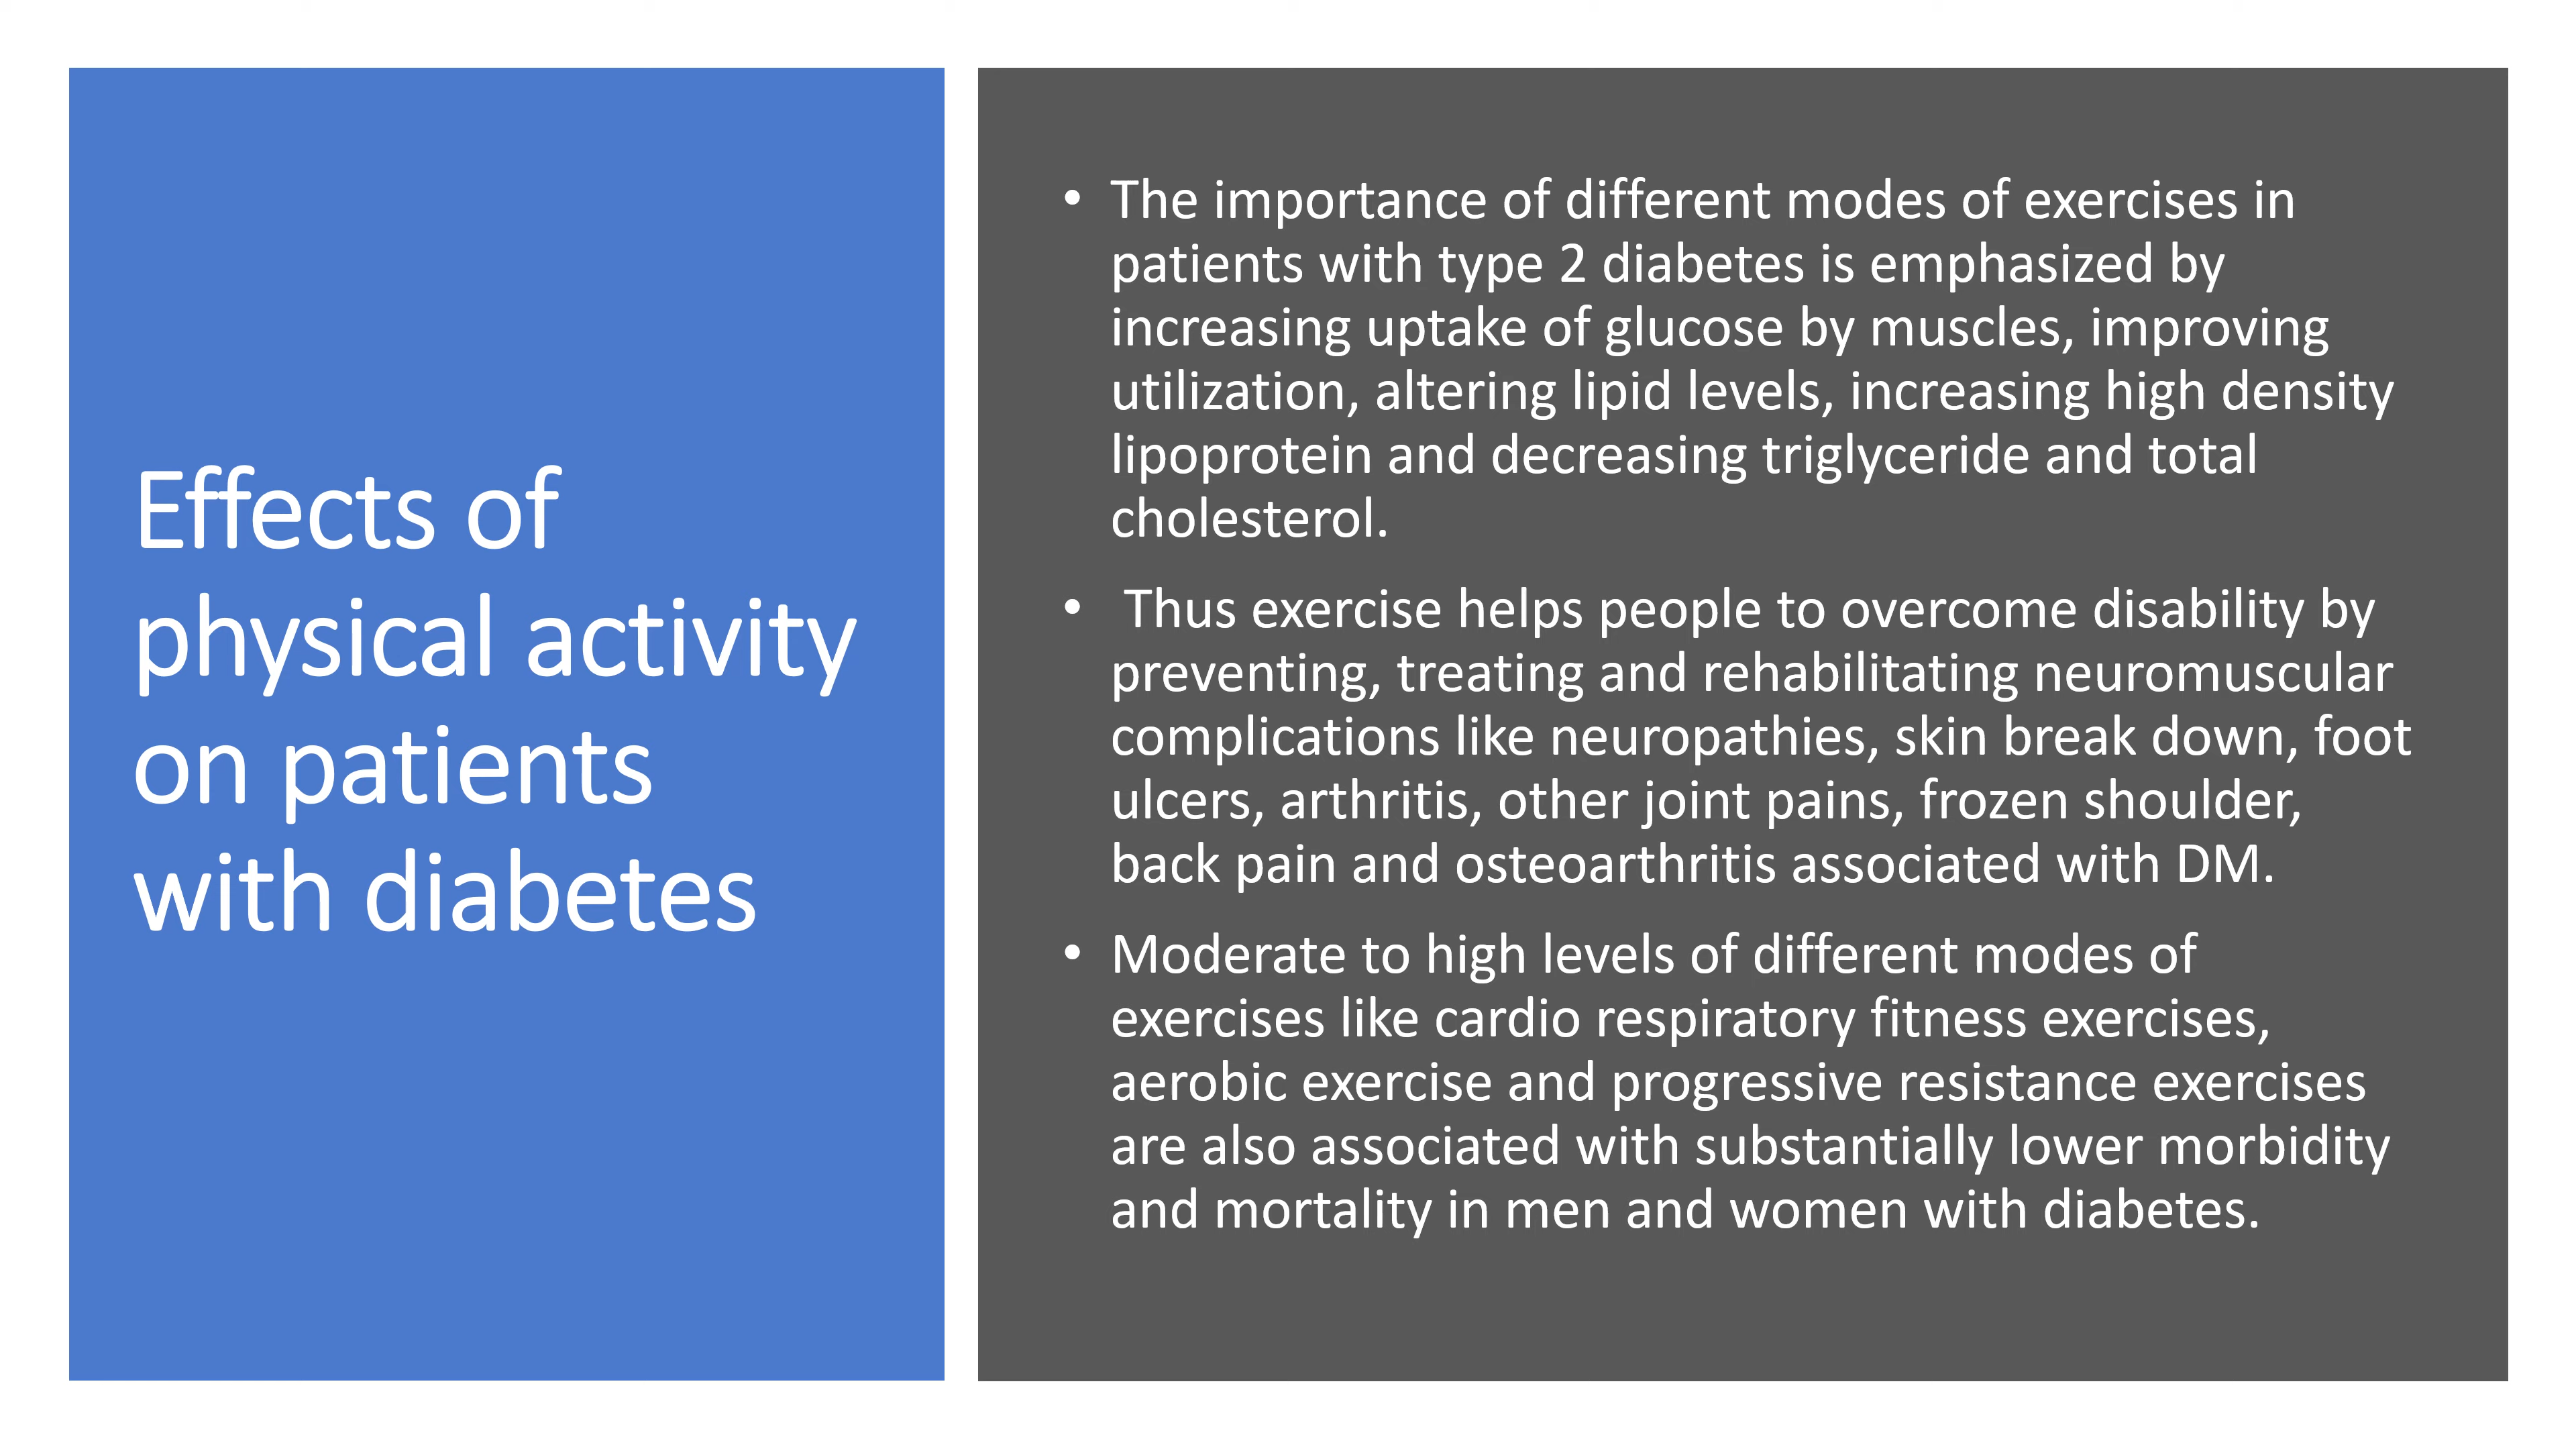 Effects of
physical activity
on patients
with diabetes
• The importance of different modes of exercises in
patients with type 2 diabetes is emphasized by
increasing uptake of glucose by muscles, improving
utilization, altering lipid levels, increasing high density
lipoprotein and decreasing triglyceride and total
cholesterol.
• Thus exercise helps people to overcome disability by
preventing, treating and rehabilitating neuromuscular
complications like neuropathies, skin break down, foot
ulcers, arthritis, other joint pains, frozen shoulder,
back pain and osteoarthritis associated with DM.
• Moderate to high levels of different modes of
exercises like cardio respiratory fitness exercises,
aerobic exercise and progressive resistance exercises
are also associated with substantially lower morbidity
and mortality in men and women with diabetes.